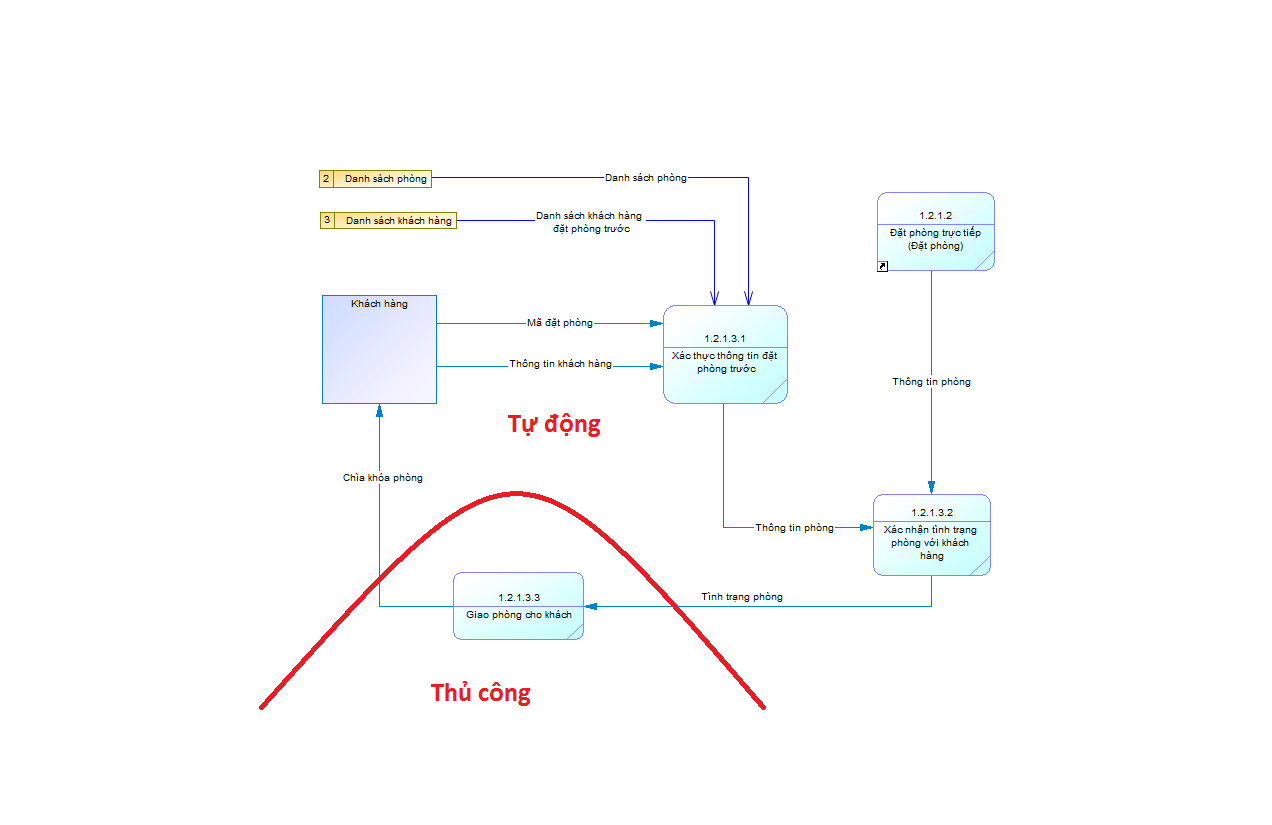 2 Danh sách phòng
Danh sách phòng
3 Danh sách khách hàng
Danh sách khách hàng
đặt phòng trước
1.2.1.2
Đặt phòng trực tiếp
(Đặt phòng)
Khách hàng
Mã đặt phòng
Thông tin khách hàng
1.2.1.3.1
Xác thực thông tin đặt
phòng trước
Thông tin phòng
Tự động
Chìa khóa phòng
Thông tin phòng
1.2.1.3.2
Xác nhận tình trạng
phòng với khách
hàng
Tình trạng phòng
1.2.1.3.3
Giao phòng cho khách
Thủ công